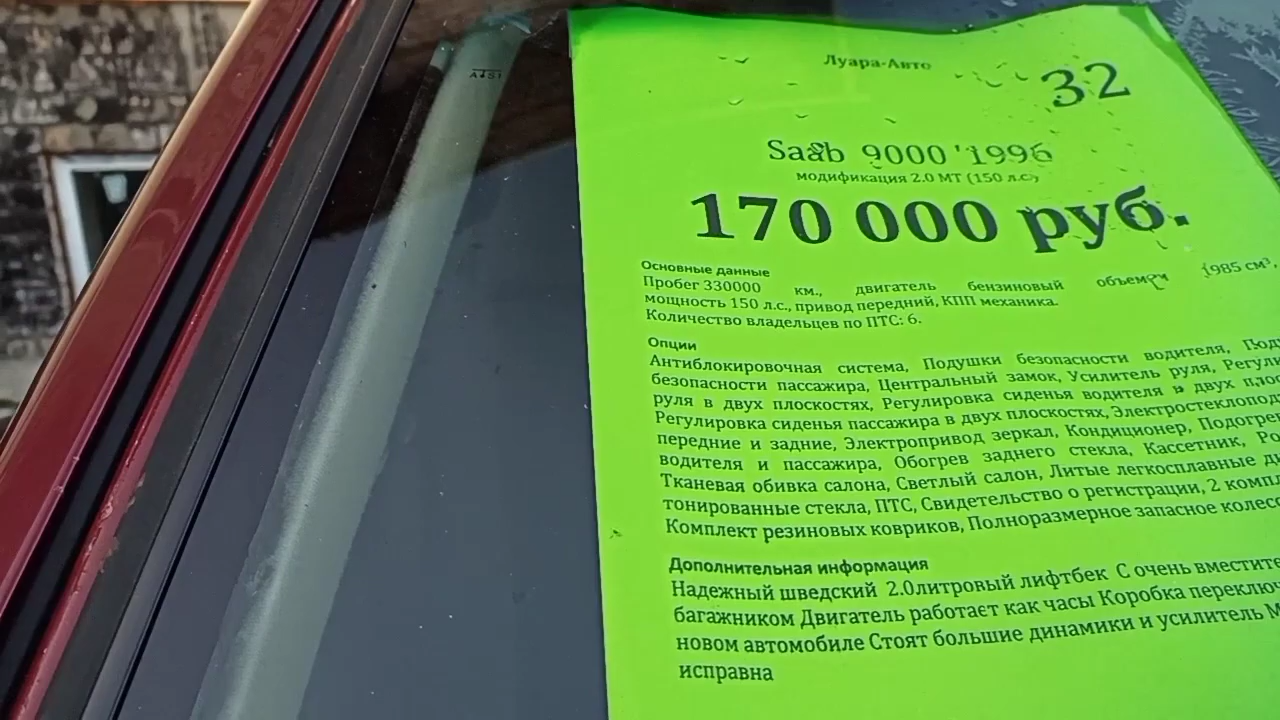 Луара-Авто
32
Saab 9000 '1996
модификация 2.0 MT (150 л.с.)
170 000 руб.
Основные данные
Пробег 330000 км., двигатель бензиновый объемом 1985 см³,
мощность 150 л.с., привод передний, КПП механика.
Количество владельцев по ПТС: 6.
Опции
Антиблокировочная система, Подушки безопасности водителя,
безопасности пассажира, Центральный замок, Усилитель руля,
руля в двух плоскостях, Регулировка сиденья водителя в двух
Регулировка сиденья пассажира в двух плоскостях,
передние и задние, Электропривод зеркал, Кондиционер,
водителя и пассажира, Обогрев заднего стекла, Кассетник,
Тканевая обивка салона, Светлый салон, Литые легкосплавные
тонированные стекла, ПТС, Свидетельство о регистрации, 2
Комплект резиновых ковриков, Полноразмерное запасное
Дополнительная информация
Надежный шведский 2.0литровый лифтбек С очень
багажником Двигатель работает как часы Коробка
новом автомобиле Стоят большие динамики и усилитель
исправна